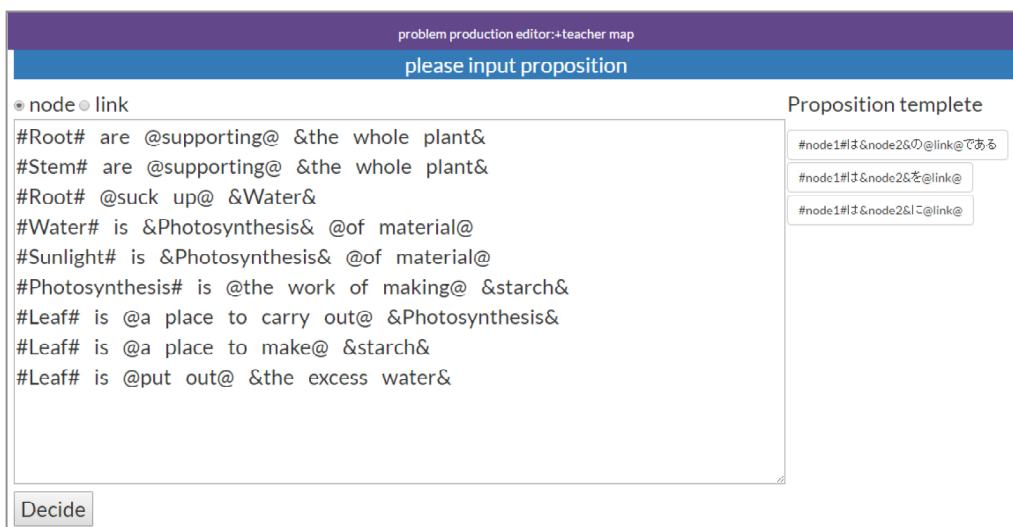 problem production editor:+teacher map
please input proposition
node link
Proposition templete
#Root# are @supporting@ &the whole plant&
#Stem# are @supporting@ &the whole plant&
#Root# @suck up@ &Water&
#Water# is &Photosynthesis& @of material@
#Sunlight# is &Photosynthesis& @of material@
#Photosynthesis# is @the work of making@ &starch&
#Leaf# is @a place to carry out@ &Photosynthesis&
#Leaf# is @a place to make@ &starch&
#Leaf# is @put out@ &the excess water&
#node1#は&node2&の@link@である
#node1#は&node2&を@link@
#node1#は&node2&に@link@
Decide